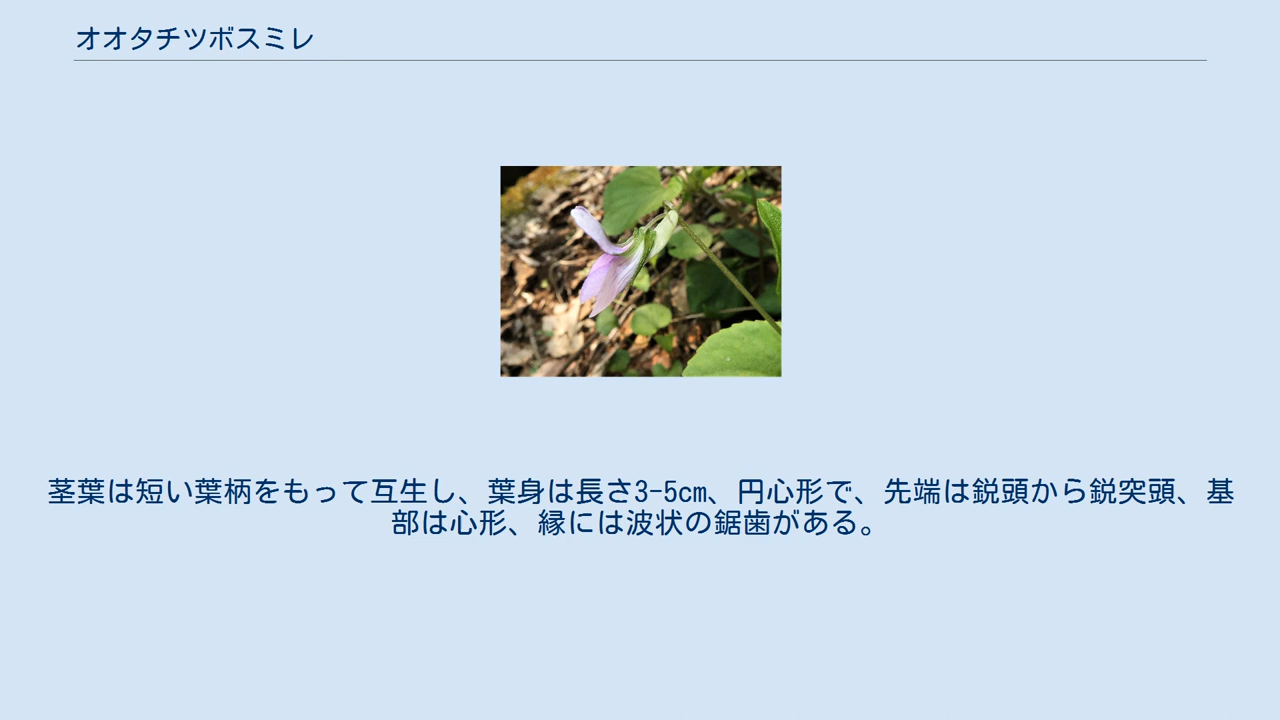 オオタチツボスミレ
茎葉は短い葉柄をもって互生し、葉身は長さ3-5cm、円心形で、先端は鋭頭から鋭突頭、基
部は心形、縁には波状の鋸歯がある。